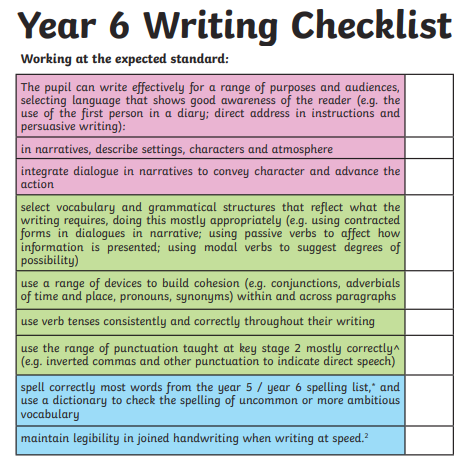 Year 6 Writing Checklist
Working at the expected standard:
The pupil can write effectively for a range of purposes and audiences,
selecting language that shows good awareness of the reader (e.g. the
use of the first person in a diary; direct address in instructions and
persuasive writing):
in narratives, describe settings, characters and atmosphere
integrate dialogue in narratives to convey character and advance the
action
select vocabulary and grammatical structures that reflect what the
writing requires, doing this mostly appropriately (e.g. using contracted
forms in dialogues in narrative; using passive verbs to affect how
information is presented; using modal verbs to suggest degrees of
possibility)
use a range of devices to build cohesion (e.g. conjunctions, adverbials
of time and place, pronouns, synonyms) within and across paragraphs
use verb tenses consistently and correctly throughout their writing
use the range of punctuation taught at key stage 2 mostly correctly^
(e.g. inverted commas and other punctuation to indicate direct speech)
spell correctly most words from the year 5 / year 6 spelling list,* and
use a dictionary to check the spelling of uncommon or more ambitious
vocabulary
maintain legibility in joined handwriting when writing at speed.²